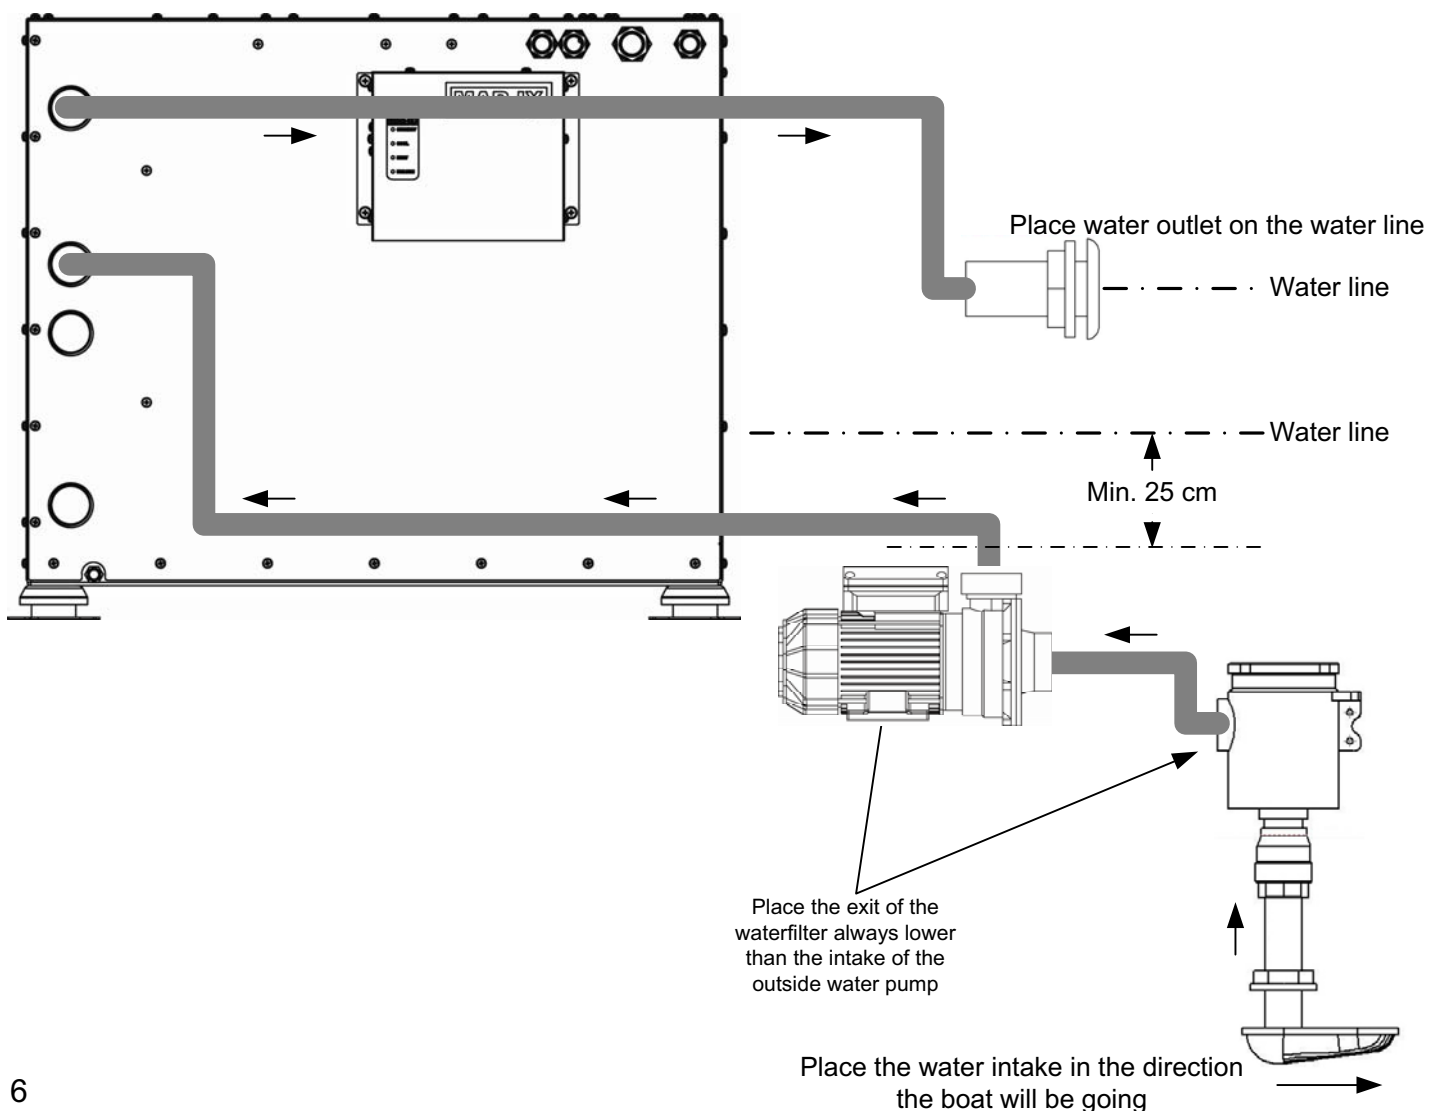 Place water outlet on the water line
Water line
Water line
Min. 25 cm
Place the exit of the
waterfilter always lower
than the intake of the
outside water pump
Place the water intake in the direction
the boat will be going
6